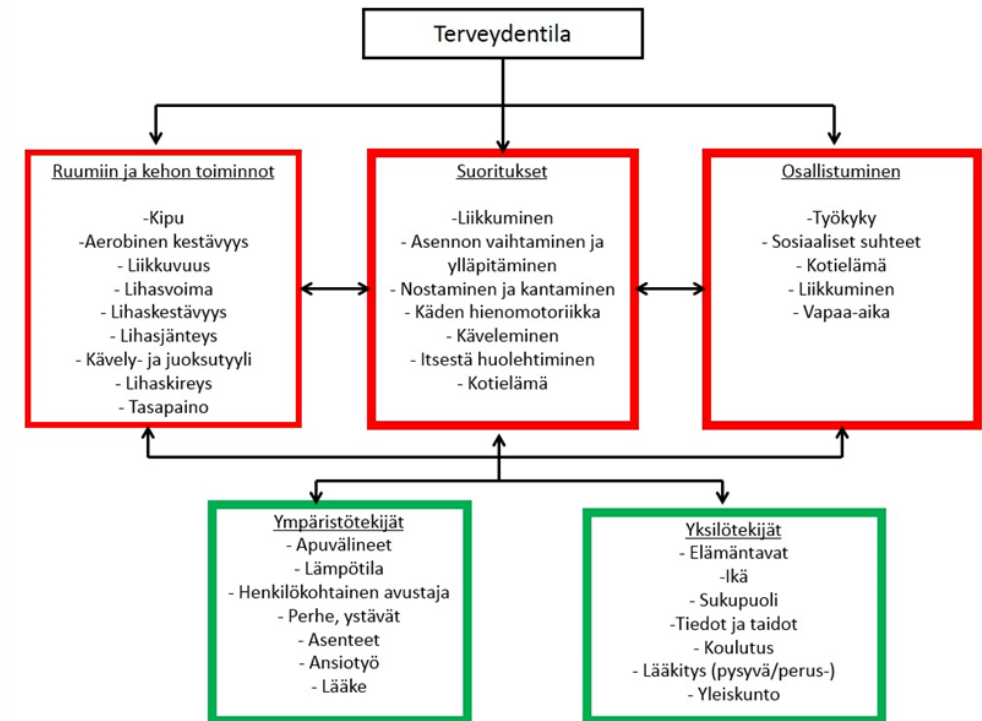 Terveydentila
Ruumiin ja kehon toiminnot
-Kipu
-Aerobinen kestävyys
- Liikkuvuus
- Lihasvoima
- Lihaskestävyys
- Lihasjänteys
- Kävely- ja juoksutyyli
- Lihaskireys
- Tasapaino
Suoritukset
-Liikkuminen
- Asennon vaihtaminen ja
ylläpitäminen
- Nostaminen ja kantaminen
- Käden hienomotoriikka
- Käveleminen
- Itsestä huolehtiminen
- Kotielämä
Osallistuminen
-Työkyky
- Sosiaaliset suhteet
- Kotielämä
- Liikkuminen
- Vapaa-aika
Ympäristötekijät
- Apuvälineet
- Lämpötila
- Henkilökohtainen avustaja
- Perhe, ystävät
- Asenteet
- Ansiotyö
- Lääke
Yksilötekijät
- Elämäntavat
-Ikä
- Sukupuoli
-Tiedot ja taidot
- Koulutus
- Lääkitys (pysyvä/perus-)
- Yleiskunto